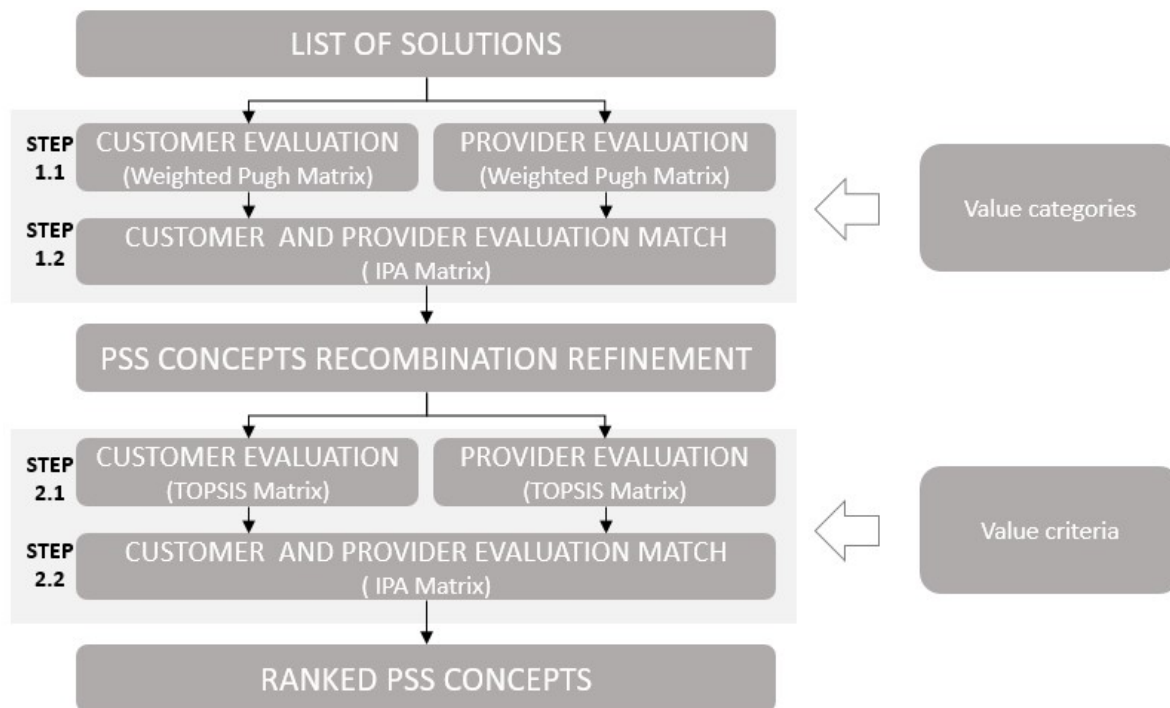 LIST OF SOLUTIONS
STEP
1.1
CUSTOMER EVALUATION
(Weighted Pugh Matrix)
PROVIDER EVALUATION
(Weighted Pugh Matrix)
STEP
1.2
CUSTOMER AND PROVIDER EVALUATION MATCH
( IPA Matrix)
Value categories
PSS CONCEPTS RECOMBINATION REFINEMENT
STEP
2.1
CUSTOMER EVALUATION
(TOPSIS Matrix)
PROVIDER EVALUATION
(TOPSIS Matrix)
STEP
2.2
CUSTOMER AND PROVIDER EVALUATION MATCH
( IPA Matrix)
Value criteria
RANKED PSS CONCEPTS